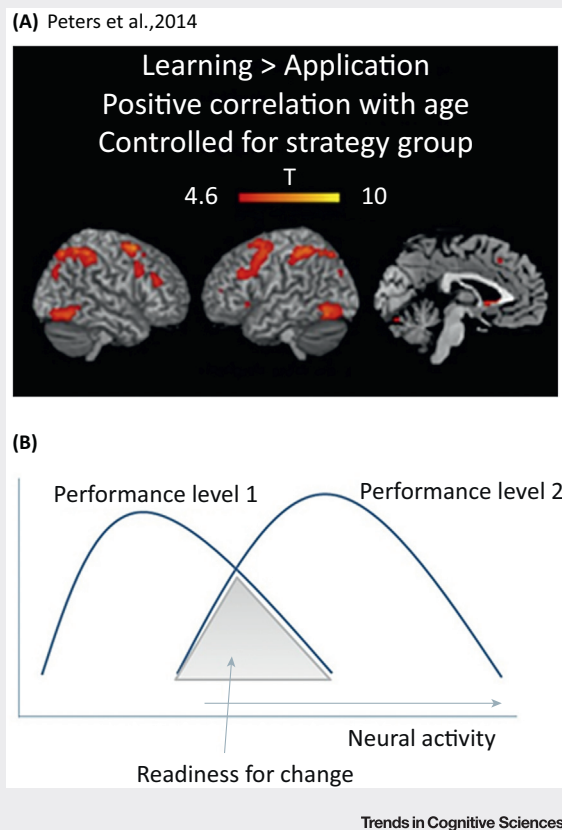 (A) Peters et al.,2014
Learning > Application
Positive correlation with age
Controlled for strategy group
T
4.6 10
(B)
Performance level 1
Performance level 2
Neural activity
Readiness for change
Trends in Cognitive Sciences